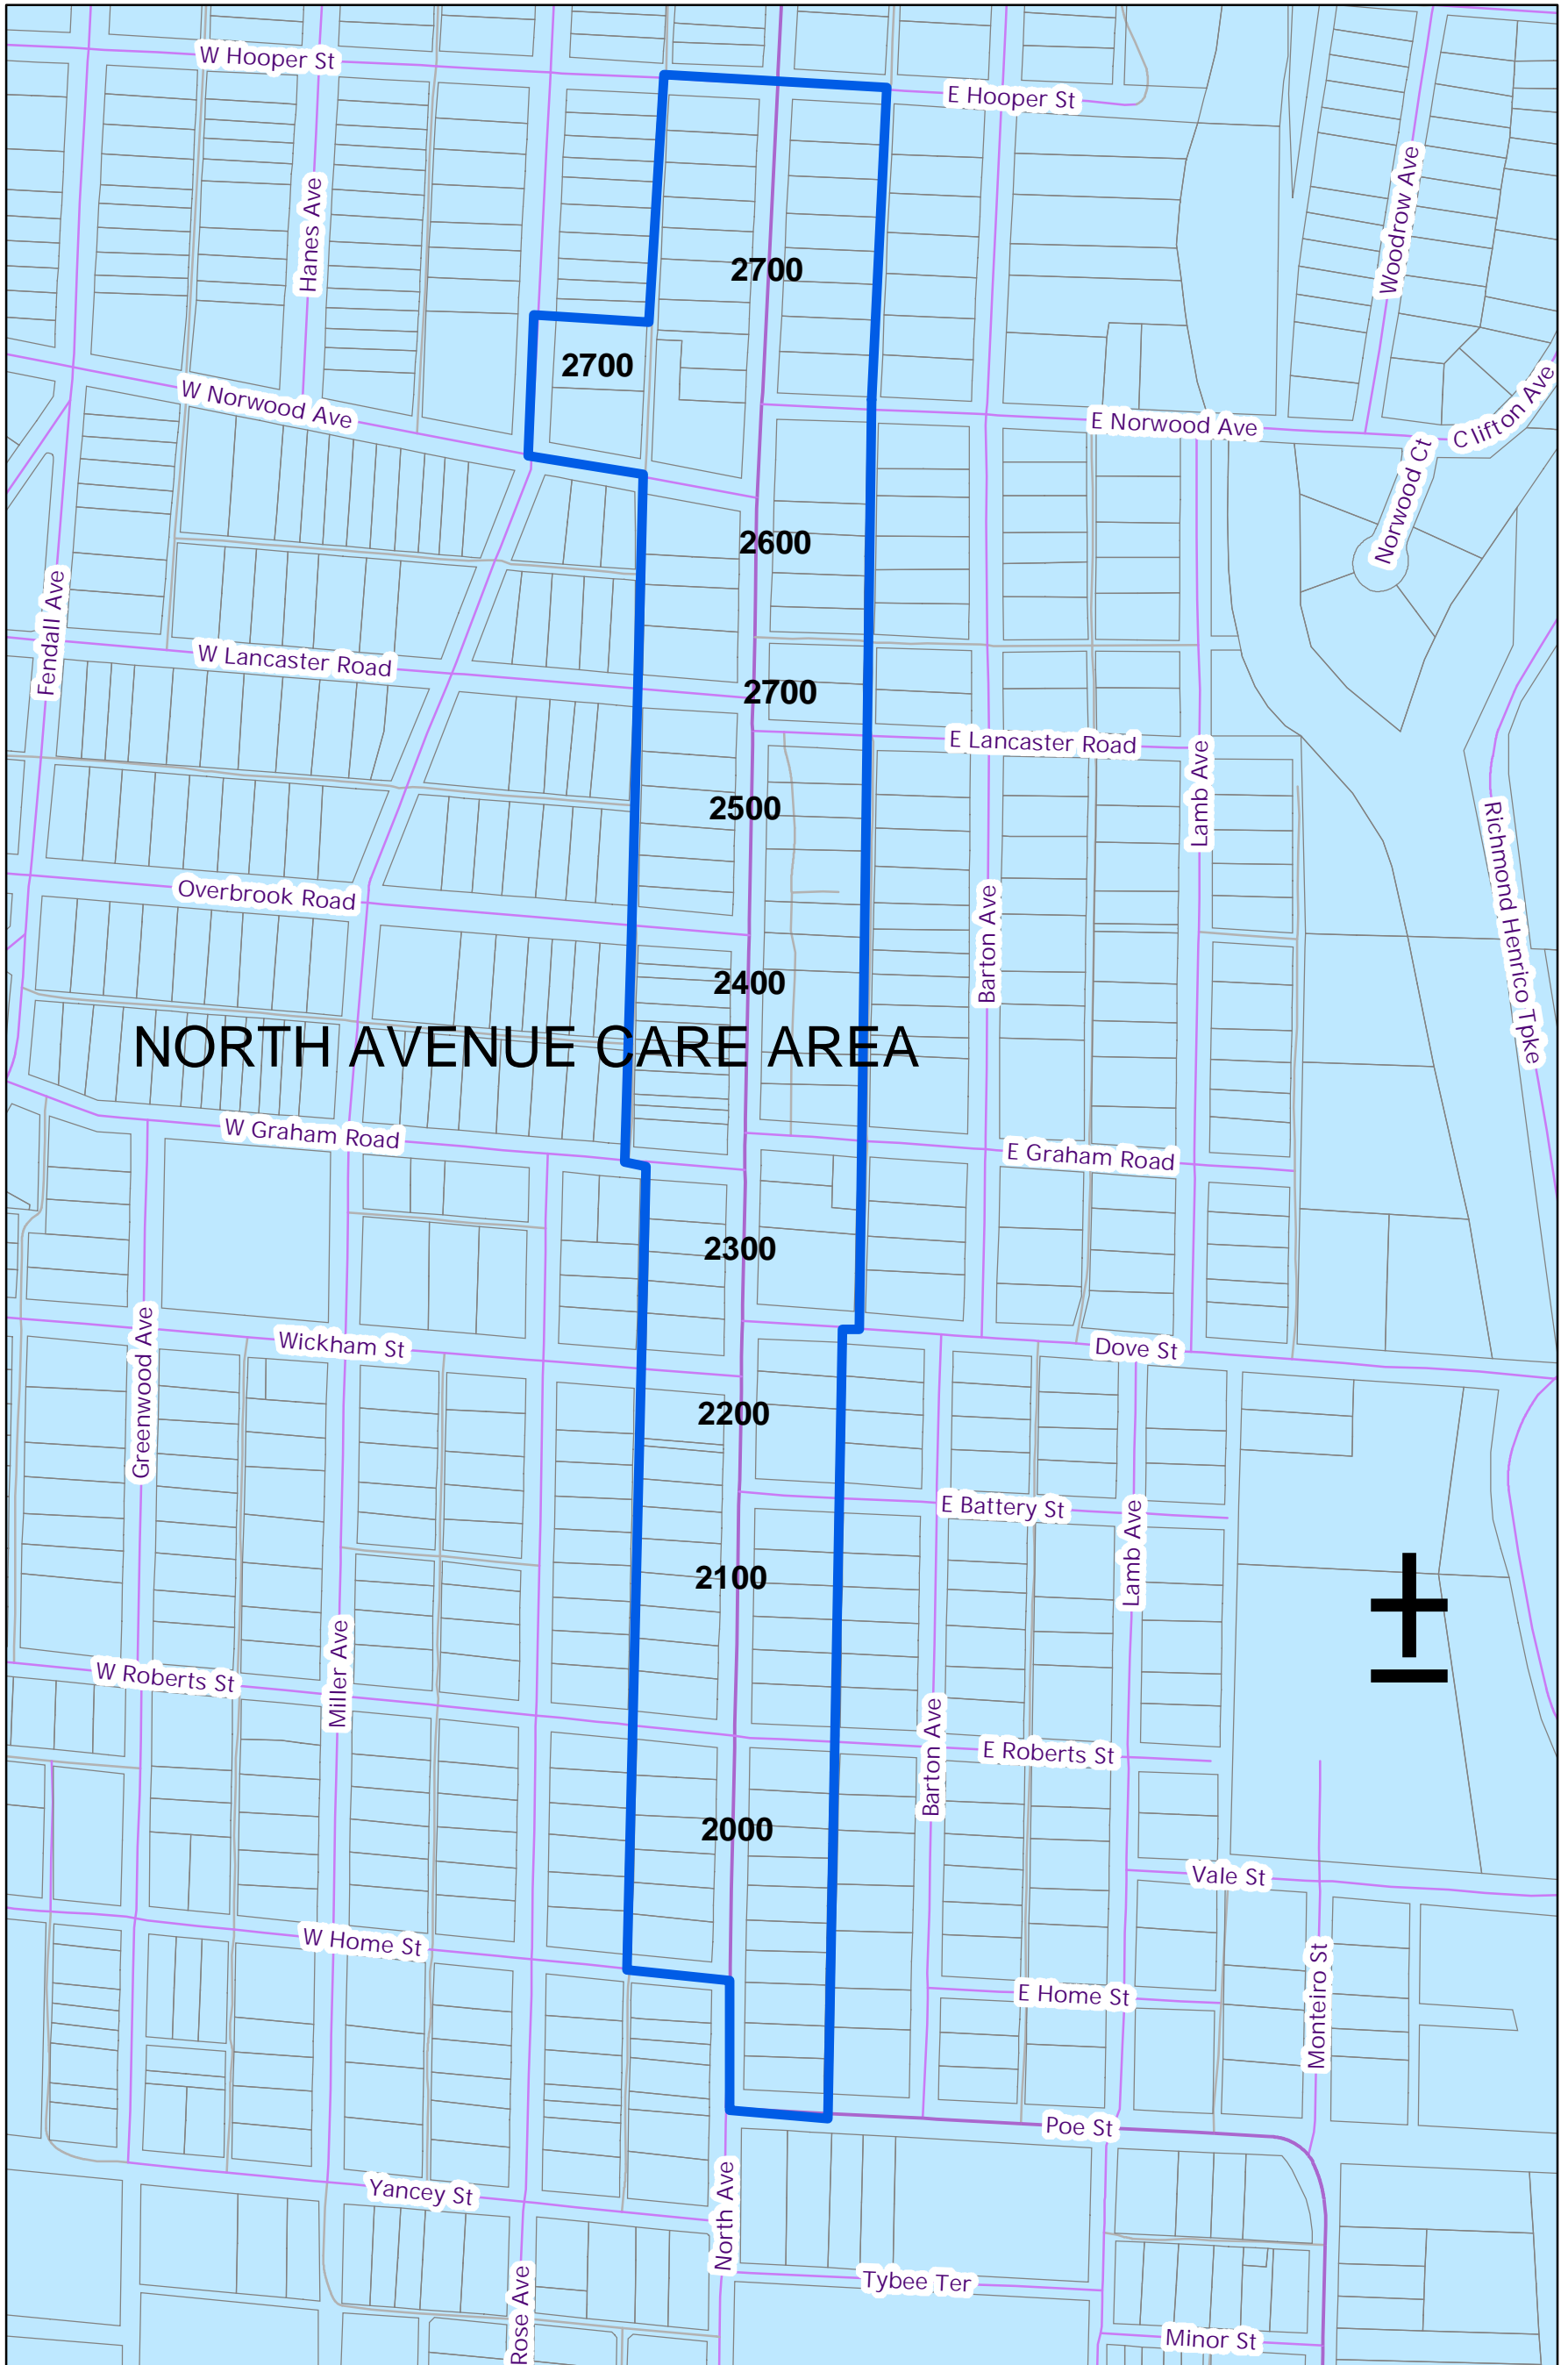 W Hooper St
E Hooper St
Hanes Ave
Woodrow Ave
2700
2700
W Norwood Ave
E Norwood Ave
Clifton Ave
Norwood Ct
2600
Fendall Ave
W Lancaster Road
2700
E Lancaster Road
Lamb Ave
2500
Richmond Henrico Tpke
Overbrook Road
Barton Ave
2400
NORTH AVENUE CARE AREA
W Graham Road
E Graham Road
2300
Greenwood Ave
Wickham St
Dove St
2200
E Battery St
Lamb Ave
2100
Miller Ave
W Roberts St
Barton Ave
E Roberts St
2000
Vale St
W Home St
E Home St
Monteiro St
Poe St
Yancey St
North Ave
Rose Ave
Tybee Ter
Minor St